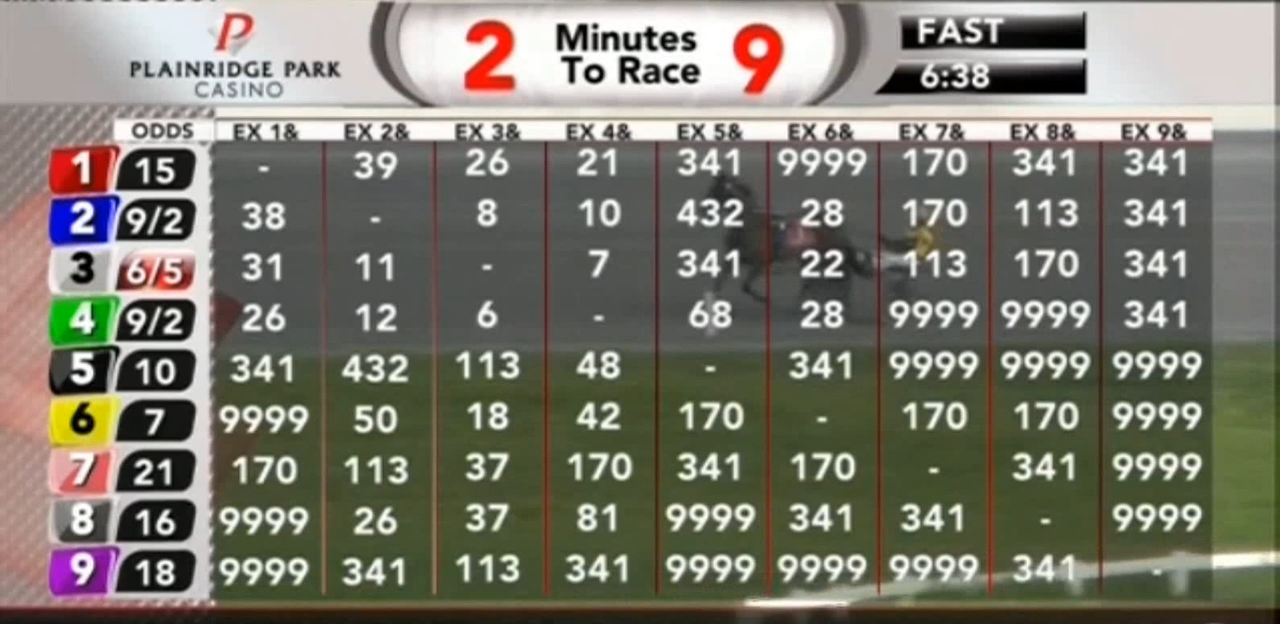 P
PLAINRIDGE PARK
CASINO
2 Minutes To Race 9
FAST
6:38
ODDS EX 1& EX 2& EX 3& EX 4& EX 5& EX 6& EX 7& EX 8& EX 9&
1 15 - 39 26 21 341 9999 170 341 341
2 9/2 38 - 8 10 432 28 170 113 341
3 6/5 31 11 - 7 341 22 113 170 341
4 9/2 26 12 6 - 68 28 9999 9999 341
5 10 341 432 113 48 - 341 9999 9999 9999
6 7 9999 50 18 42 170 - 170 170 9999
7 21 170 113 37 170 341 170 - 341 9999
8 16 9999 26 37 81 9999 341 341 - 9999
9 18 9999 341 113 341 9999 9999 9999 341 -